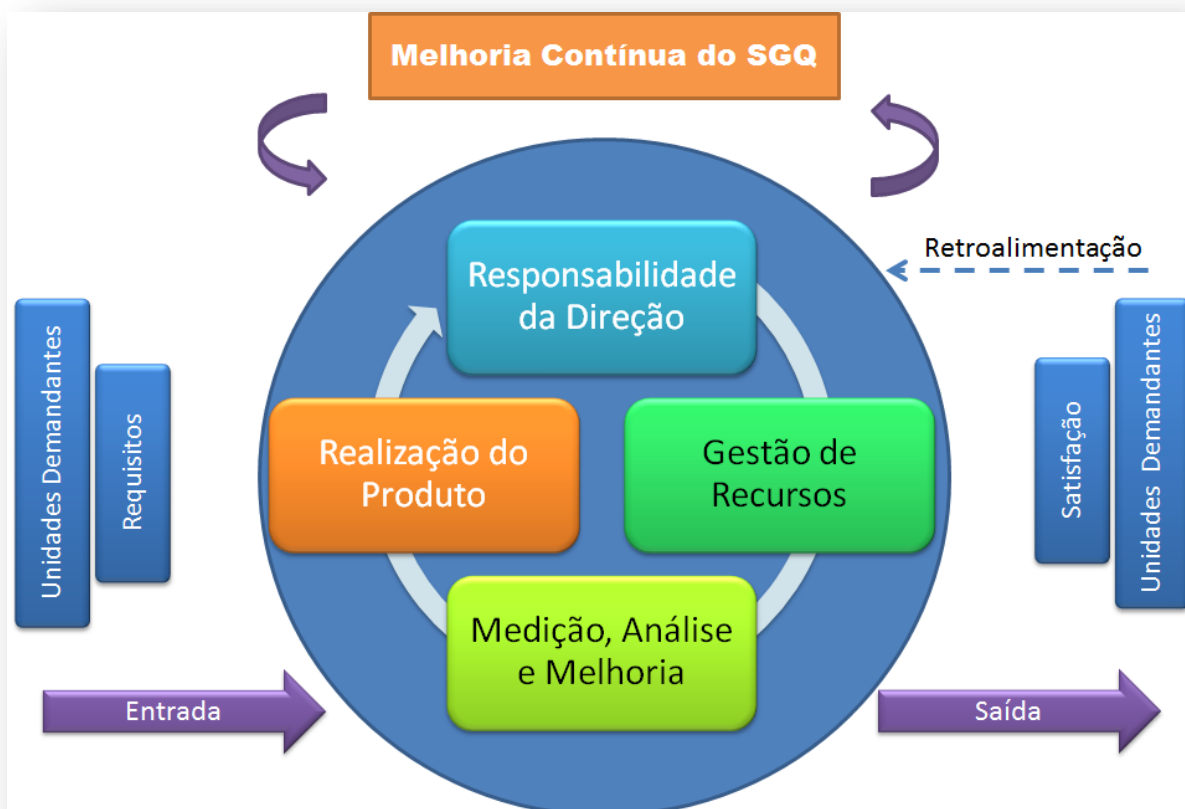 Melhoria Contínua do SGQ
Retroalimentação
Responsabilidade
da Direção
Unidades Demandantes
Requisitos
Realização do
Produto
Gestão de
Recursos
Satisfação
Unidades Demandantes
Medição, Análise
e Melhoria
Entrada
Saída